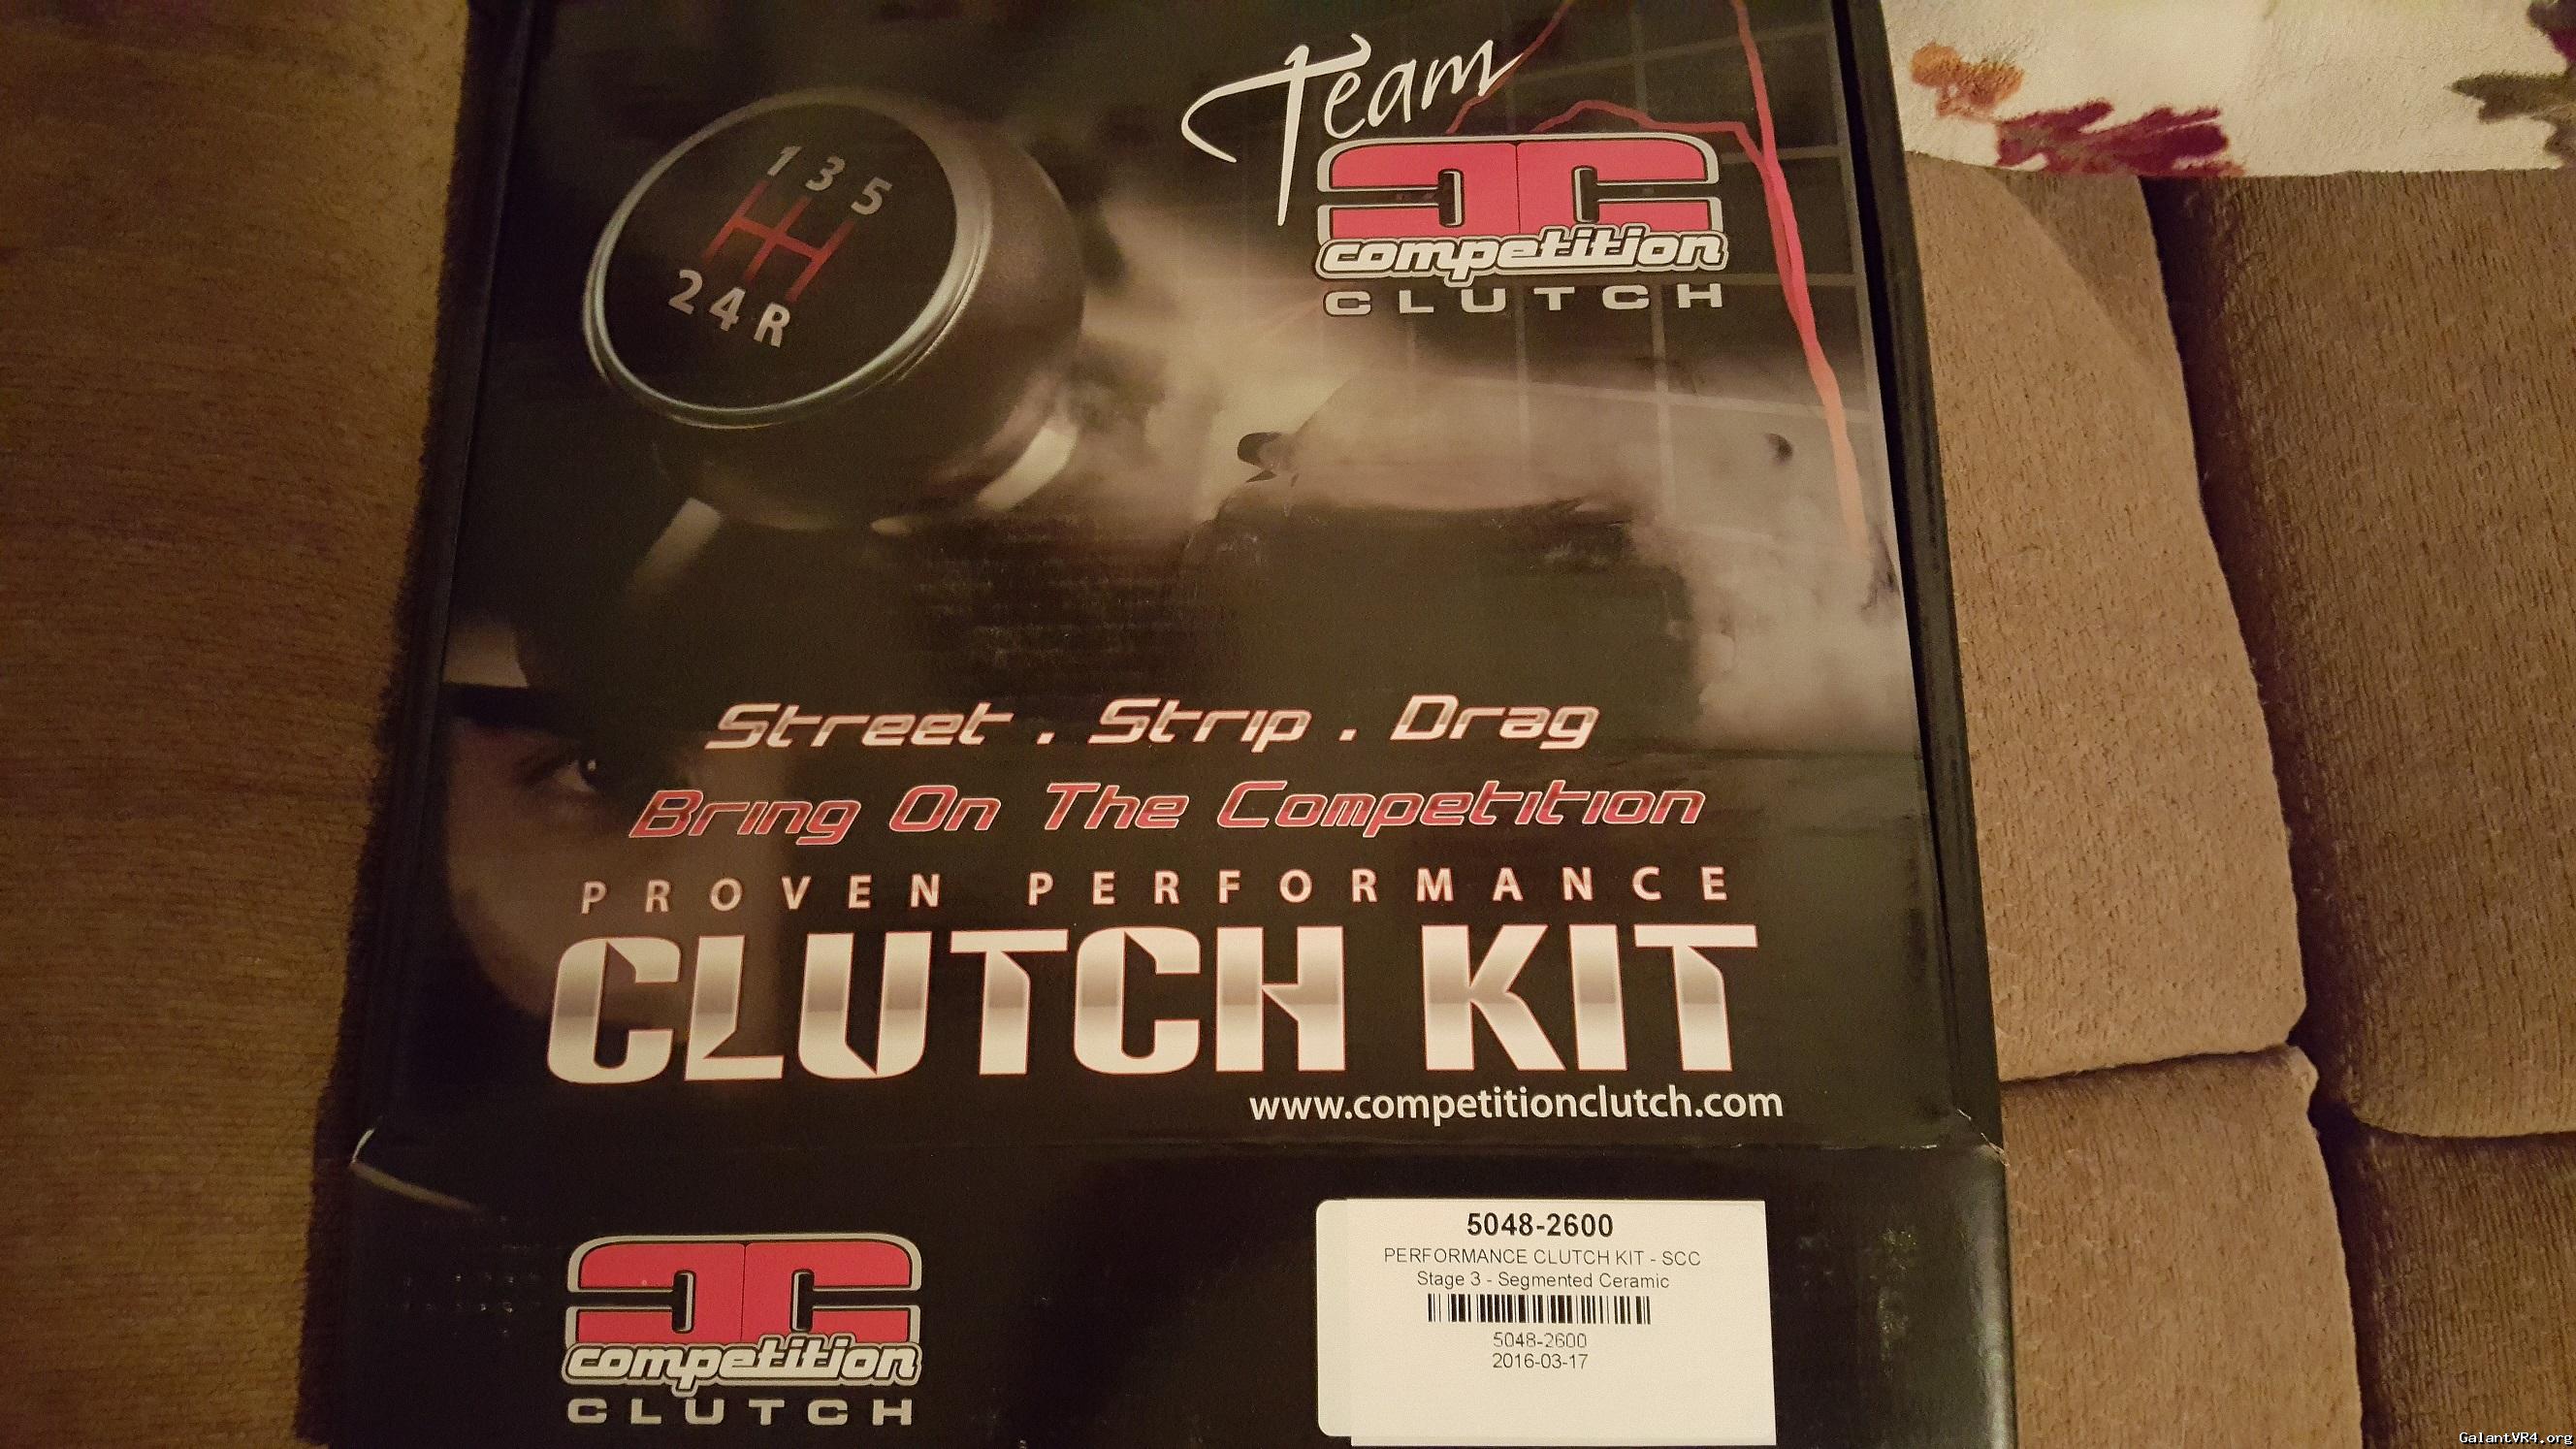 Team
competition
CLUTCH
1 3 5
2 4 R
Street . Strip . Drag
Bring On The Competition
PROVEN PERFORMANCE
CLUTCH KIT
www.competitionclutch.com
competition
CLUTCH
5048-2600
PERFORMANCE CLUTCH KIT - SCC
Stage 3 - Segmented Ceramic
5048-2600
2016-03-17
GalantVR4.org